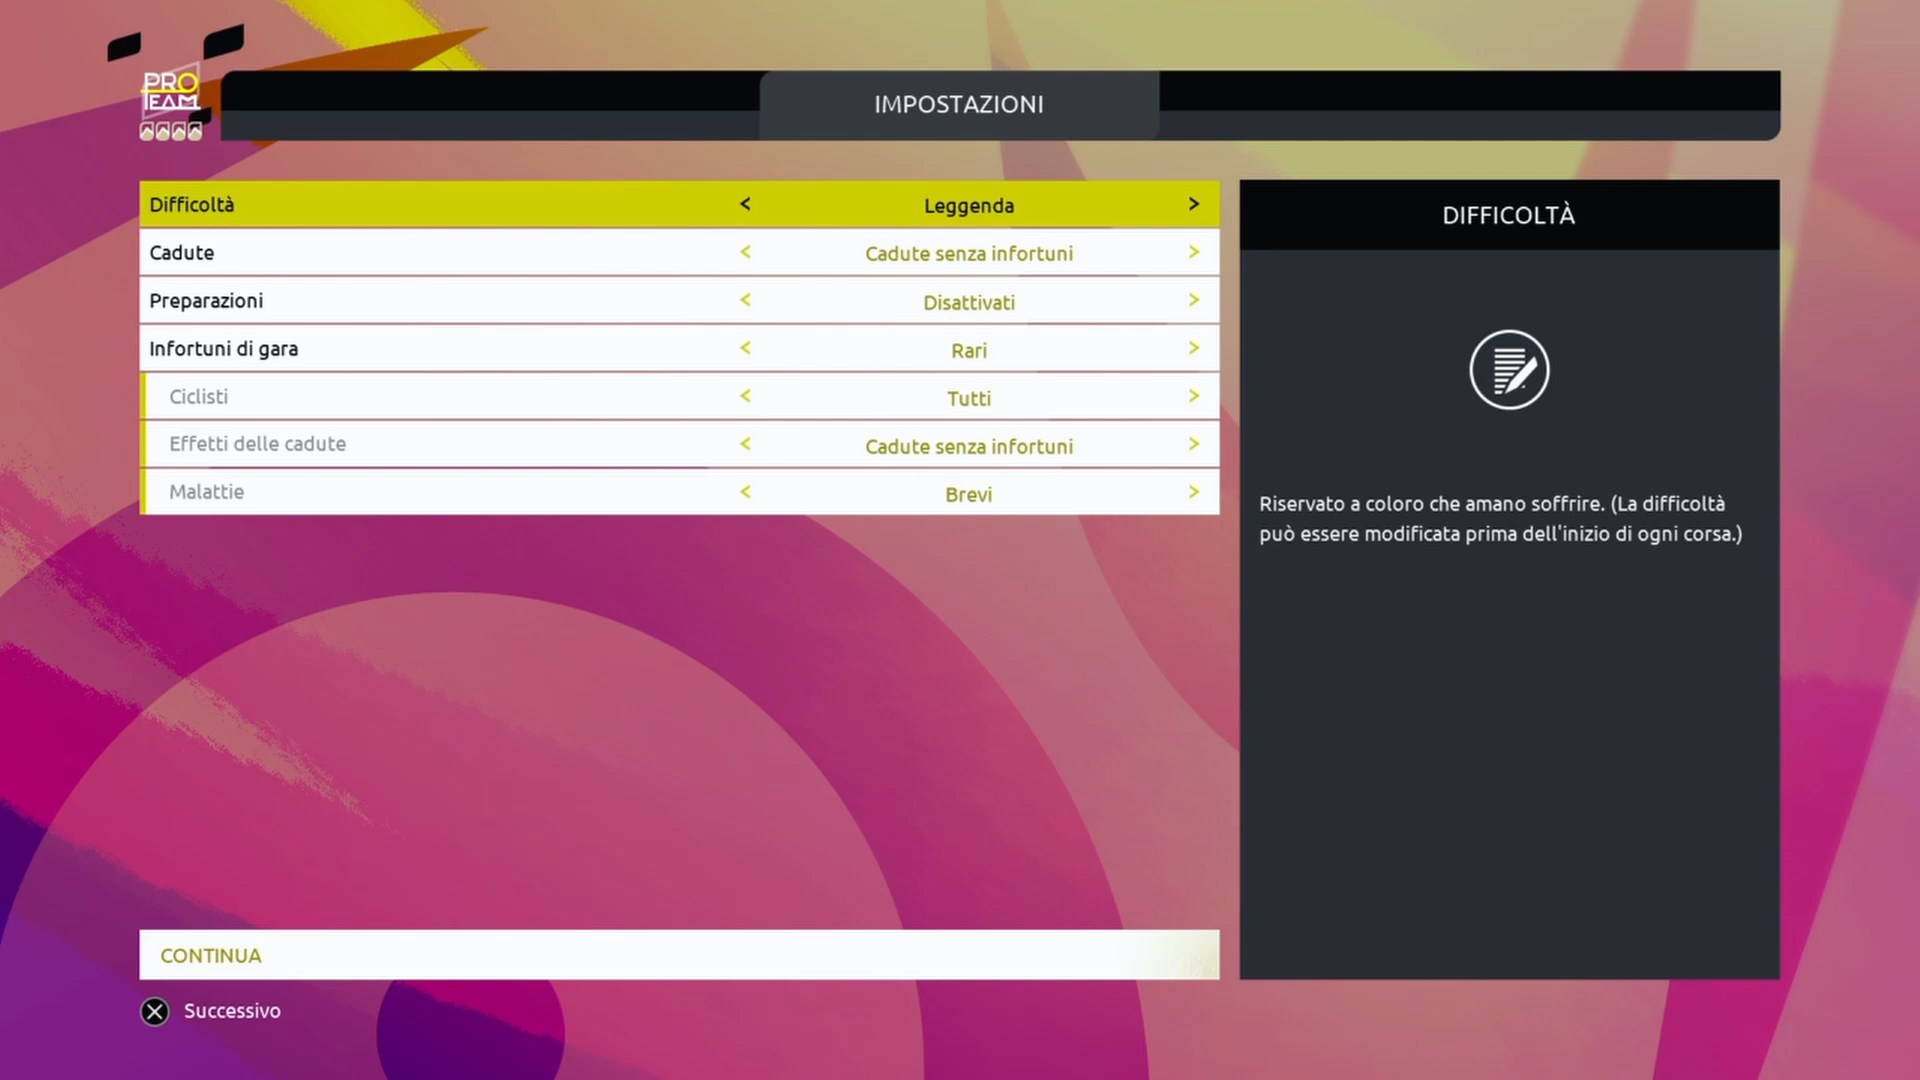 PRO
TEAM
IMPOSTAZIONI
Difficoltà < Leggenda >
Cadute < Cadute senza infortuni >
Preparazioni < Disattivati >
Infortuni di gara < Rari >
Ciclisti < Tutti >
Effetti delle cadute < Cadute senza infortuni >
Malattie < Brevi >
DIFFICOLTÀ
Riservato a coloro che amano soffrire. (La difficoltà
può essere modificata prima dell'inizio di ogni corsa.)
CONTINUA
Successivo